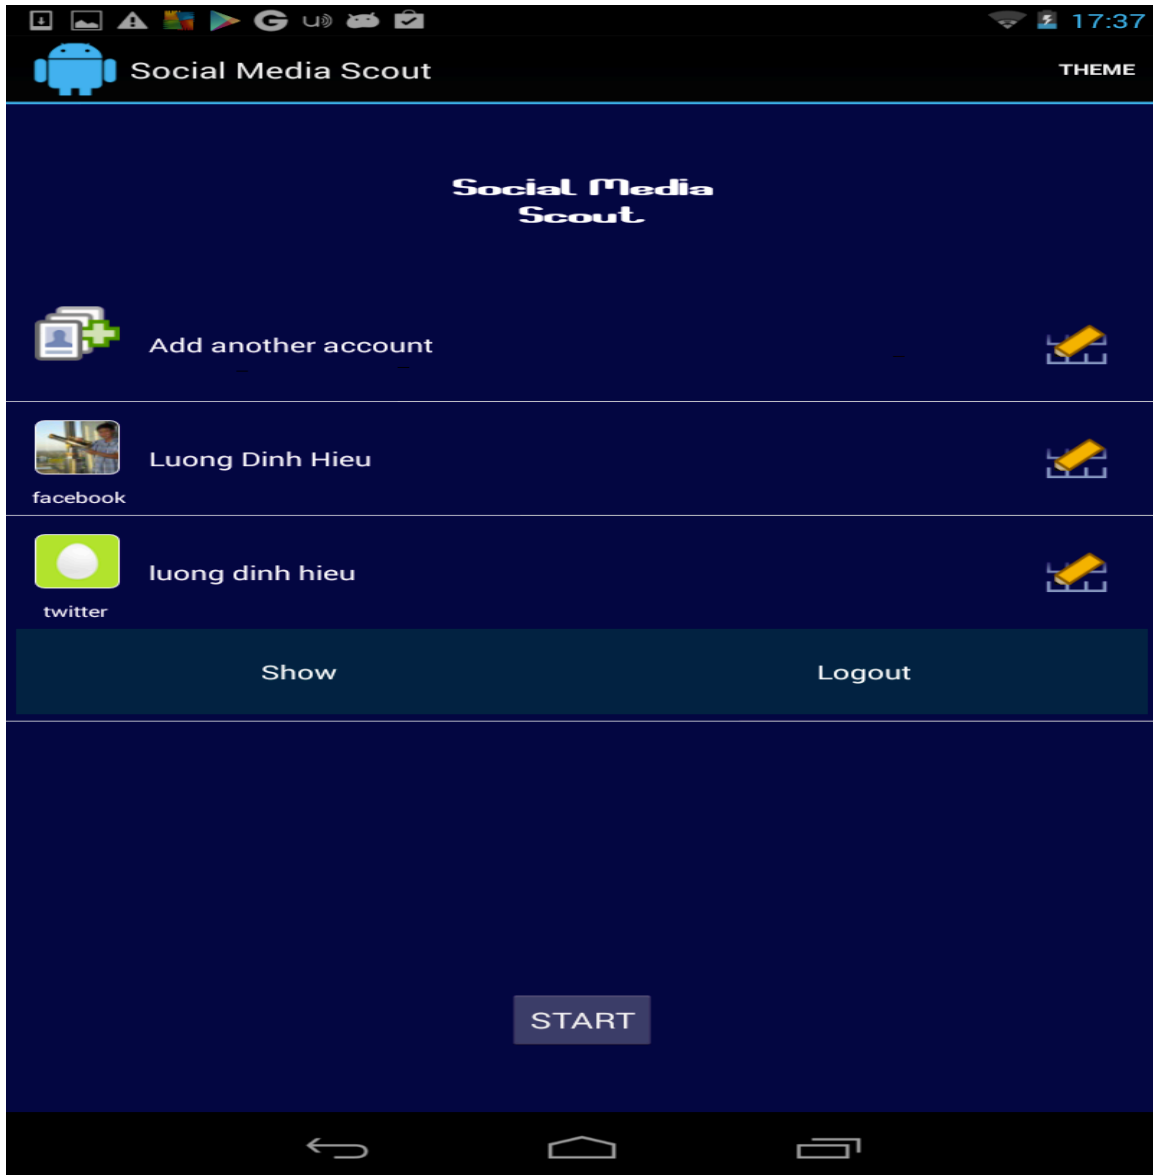 17:37
Social Media Scout
THEME
Social Media
Scout
Add another account
Luong Dinh Hieu
facebook
luong dinh hieu
twitter
Show
Logout
START